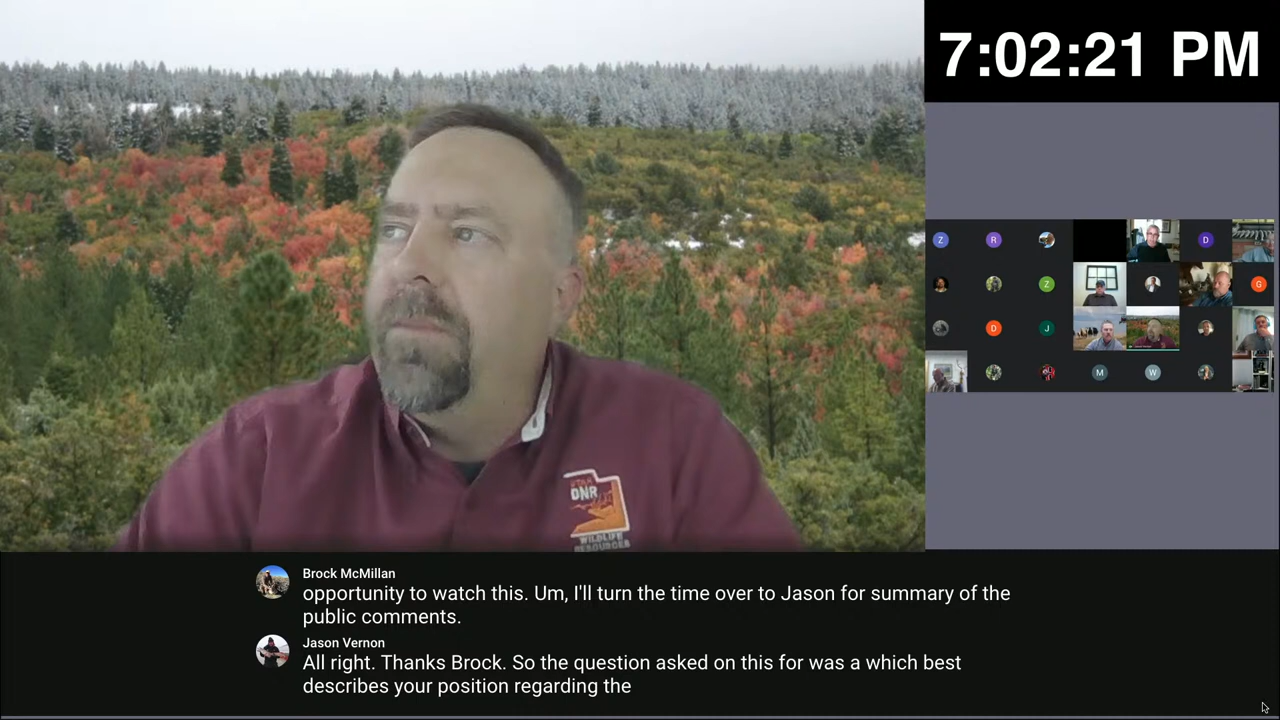 7:02:21 PM
Z
R
D
Z
G
D
J
M
W
UTAH
DNR
WILDLIFE
RESOURCES
Brock McMillan
opportunity to watch this. Um, I'll turn the time over to Jason for summary of the
public comments.
Jason Vernon
All right. Thanks Brock. So the question asked on this for was a which best
describes your position regarding the